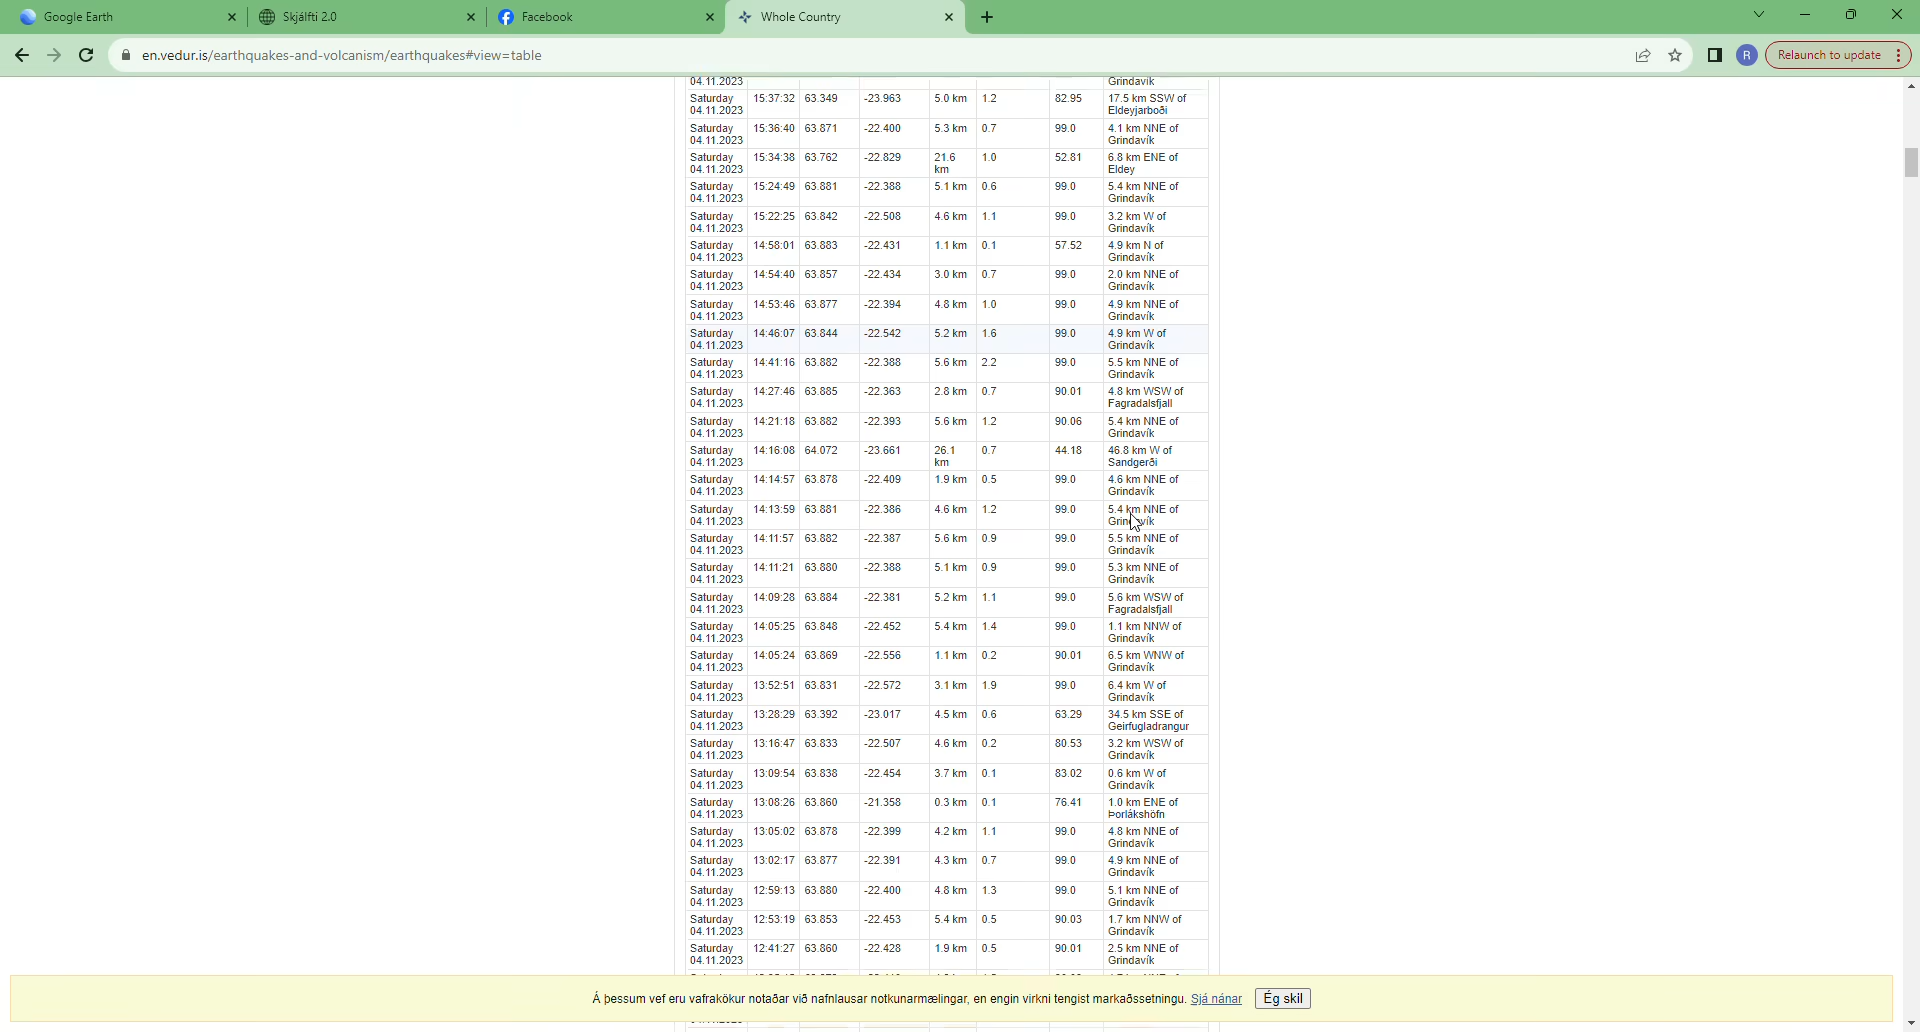 Google Earth
Skjálfti 2.0
Facebook
Whole Country
en.vedur.is/earthquakes-and-volcanism/earthquakes#view=table
R
Relaunch to update
04.11.2023 Grindavík
Saturday 04.11.2023 15:37:32 63.349 -23.963 5.0 km 1.2 82.95 17.5 km SSW of Eldeyjarboði
Saturday 04.11.2023 15:36:40 63.871 -22.400 5.3 km 0.7 99.0 4.1 km NNE of Grindavík
Saturday 04.11.2023 15:34:38 63.762 -22.829 21.6 km 1.0 52.81 6.8 km ENE of Eldey
Saturday 04.11.2023 15:24:49 63.881 -22.388 5.1 km 0.6 99.0 5.4 km NNE of Grindavík
Saturday 04.11.2023 15:22:25 63.842 -22.508 4.6 km 1.1 99.0 3.2 km W of Grindavík
Saturday 04.11.2023 14:58:01 63.883 -22.431 1.1 km 0.1 57.52 4.9 km N of Grindavík
Saturday 04.11.2023 14:54:40 63.857 -22.434 3.0 km 0.7 99.0 2.0 km NNE of Grindavík
Saturday 04.11.2023 14:53:46 63.877 -22.394 4.8 km 1.0 99.0 4.9 km NNE of Grindavík
Saturday 04.11.2023 14:46:07 63.844 -22.542 5.2 km 1.6 99.0 4.9 km W of Grindavík
Saturday 04.11.2023 14:41:16 63.882 -22.388 5.6 km 2.2 99.0 5.5 km NNE of Grindavík
Saturday 04.11.2023 14:27:46 63.885 -22.363 2.8 km 0.7 90.01 4.8 km WSW of Fagradalsfjall
Saturday 04.11.2023 14:21:18 63.882 -22.393 5.6 km 1.2 90.06 5.4 km NNE of Grindavík
Saturday 04.11.2023 14:16:08 64.072 -23.661 26.1 km 0.7 44.18 46.8 km W of Sandgerði
Saturday 04.11.2023 14:14:57 63.878 -22.409 1.9 km 0.5 99.0 4.6 km NNE of Grindavík
Saturday 04.11.2023 14:13:59 63.881 -22.386 4.6 km 1.2 99.0 5.4 km NNE of Grindavík
Saturday 04.11.2023 14:11:57 63.882 -22.387 5.6 km 0.9 99.0 5.5 km NNE of Grindavík
Saturday 04.11.2023 14:11:21 63.880 -22.388 5.1 km 0.9 99.0 5.3 km NNE of Grindavík
Saturday 04.11.2023 14:09:28 63.884 -22.381 5.2 km 1.1 99.0 5.6 km WSW of Fagradalsfjall
Saturday 04.11.2023 14:05:25 63.848 -22.452 5.4 km 1.4 99.0 1.1 km NNW of Grindavík
Saturday 04.11.2023 14:05:24 63.869 -22.556 1.1 km 0.2 90.01 6.5 km WNW of Grindavík
Saturday 04.11.2023 13:52:51 63.831 -22.572 3.1 km 1.9 99.0 6.4 km W of Grindavík
Saturday 04.11.2023 13:28:29 63.392 -23.017 4.5 km 0.6 63.29 34.5 km SSE of Geirfugladrangur
Saturday 04.11.2023 13:16:47 63.833 -22.507 4.6 km 0.2 80.53 3.2 km WSW of Grindavík
Saturday 04.11.2023 13:09:54 63.838 -22.454 3.7 km 0.1 83.02 0.6 km W of Grindavík
Saturday 04.11.2023 13:08:26 63.860 -21.358 0.3 km 0.1 76.41 1.0 km ENE of Þorlákshöfn
Saturday 04.11.2023 13:05:02 63.878 -22.399 4.2 km 1.1 99.0 4.8 km NNE of Grindavík
Saturday 04.11.2023 13:02:17 63.877 -22.391 4.3 km 0.7 99.0 4.9 km NNE of Grindavík
Saturday 04.11.2023 12:59:13 63.880 -22.400 4.8 km 1.3 99.0 5.1 km NNE of Grindavík
Saturday 04.11.2023 12:53:19 63.853 -22.453 5.4 km 0.5 90.03 1.7 km NNW of Grindavík
Saturday 04.11.2023 12:41:27 63.860 -22.428 1.9 km 0.5 90.01 2.5 km NNE of Grindavík
Á þessum vef eru vafrakökur notaðar við nafnlausar notkunarmælingar, en engin virkni tengist markaðssetningu. Sjá nánar Ég skil